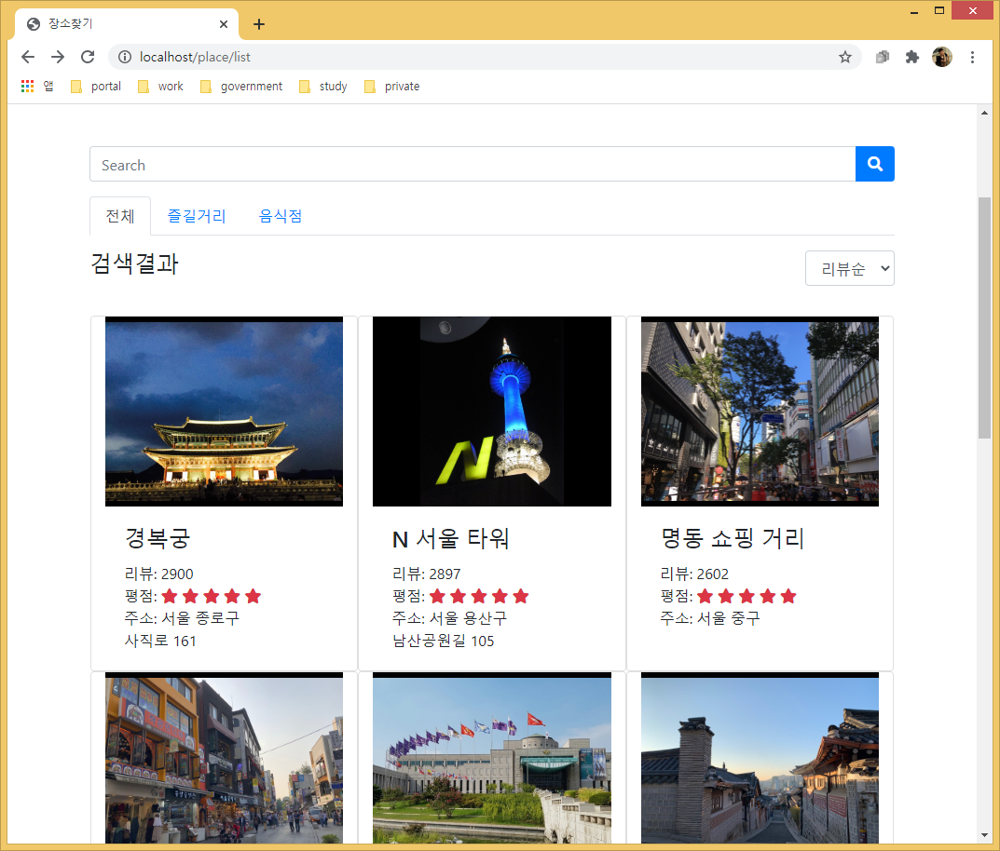 장소찾기
localhost/place/list
앱 portal work government study private
Search
전체 즐길거리 음식점
검색결과
리뷰순
N
경복궁
리뷰: 2900
평점:
주소: 서울 종로구
사직로 161
N 서울 타워
리뷰: 2897
평점:
주소: 서울 용산구
남산공원길 105
명동 쇼핑 거리
리뷰: 2602
평점:
주소: 서울 중구